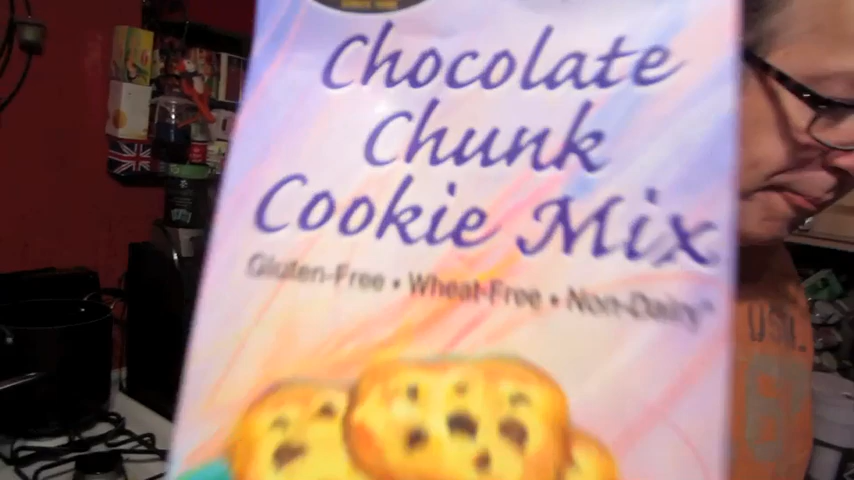 Chocolate
Chunk
Cookie Mix
Gluten-Free • Wheat-Free • Non-Dairy